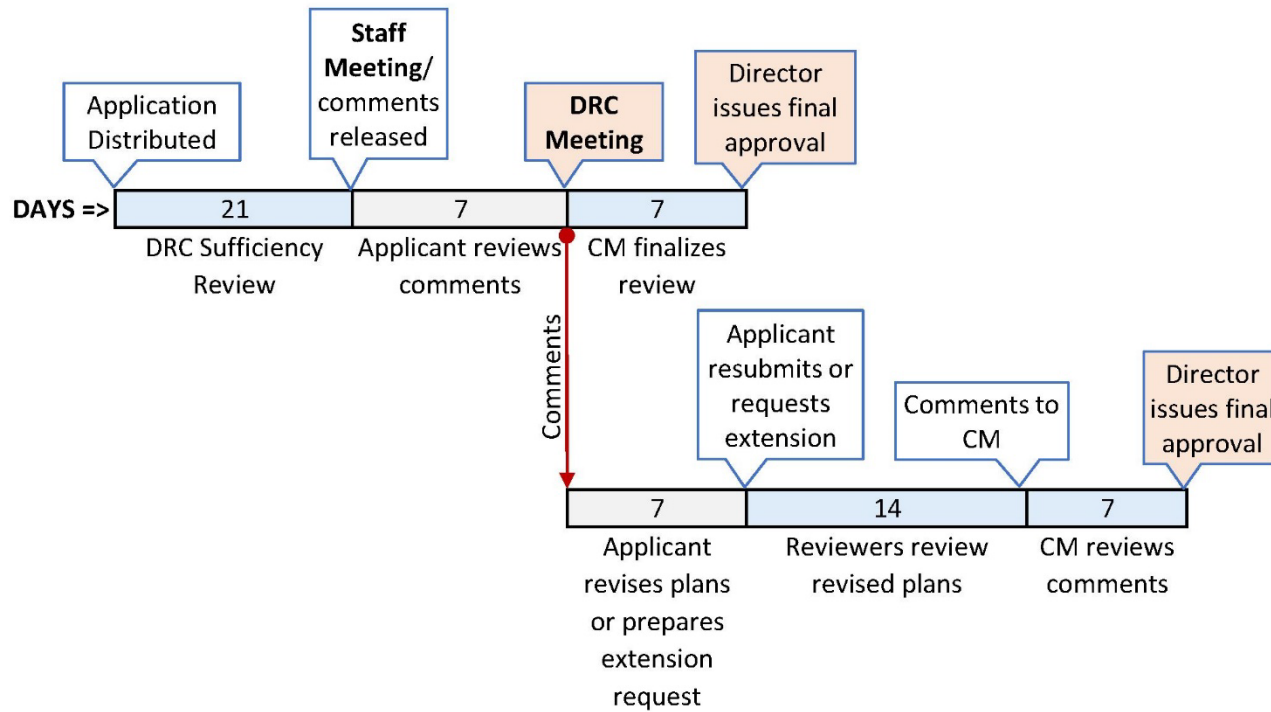 Application
Distributed
Staff
Meeting/
comments
released
DRC
Meeting
Director
issues final
approval
DAYS =>
21
7
7
DRC Sufficiency
Review
Applicant reviews
comments
CM finalizes
review
Comments
Applicant
resubmits or
requests
extension
Comments to
CM
Director
issues final
approval
7
14
7
Applicant
revises plans
or prepares
extension
request
Reviewers review
revised plans
CM reviews
comments